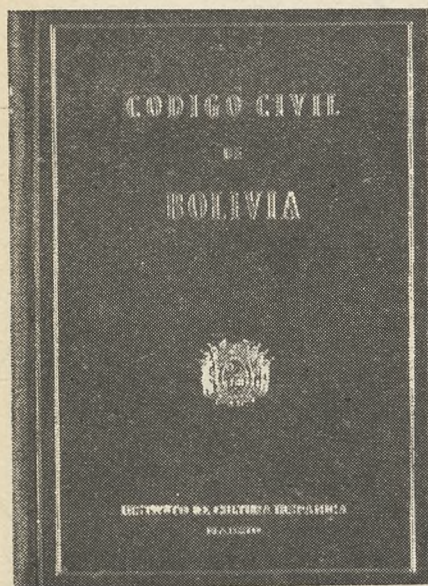 CODIGO CIVIL
DE
BOLIVIA
INSTITUTO DE CULTURA HISPANICA
MADRID